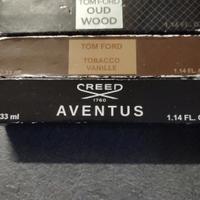 TOM FORD
OUD
WOOD
1.14 FL.
TOM FORD
TOBACCO
VANILLE
1.14 FL. O
CREED
1760
33 ml
AVENTUS
1.14 FL. O